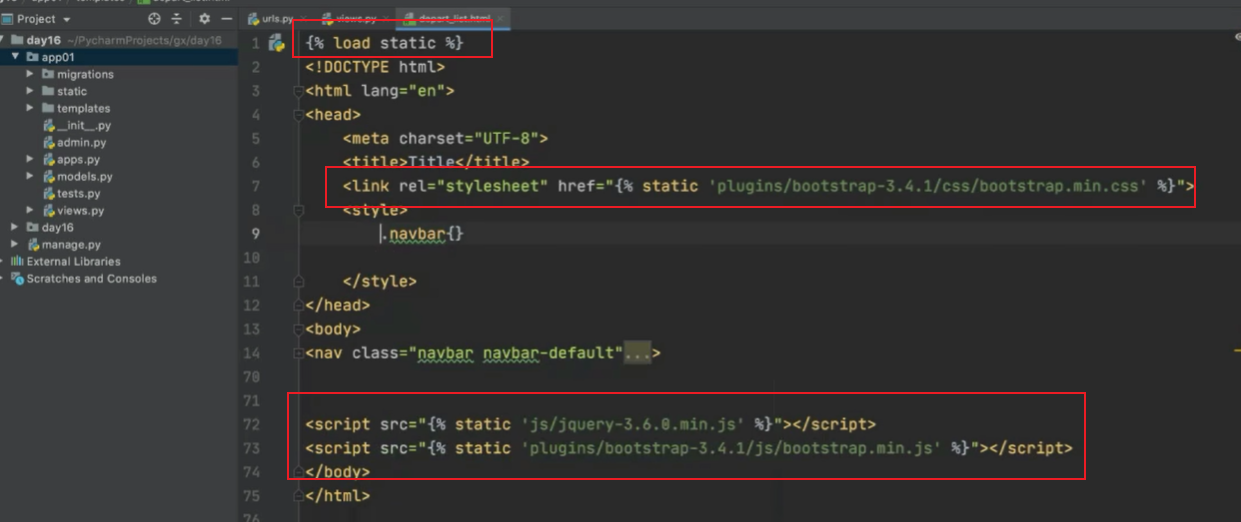 Project
urls.py
views.py
depart_list.html
day16 ~/PycharmProjects/gx/day16
app01
migrations
static
templates
__init__.py
admin.py
apps.py
models.py
tests.py
views.py
day16
manage.py
External Libraries
Scratches and Consoles
1 {% load static %}
2 <!DOCTYPE html>
3 <html lang="en">
4 <head>
5 <meta charset="UTF-8">
6 <title>Title</title>
7 <link rel="stylesheet" href="{% static 'plugins/bootstrap-3.4.1/css/bootstrap.min.css' %}">
8 <style>
9 .navbar{}
10
11 </style>
12 </head>
13 <body>
14 <nav class="navbar navbar-default"...>
70
71
72 <script src="{% static 'js/jquery-3.6.0.min.js' %}"></script>
73 <script src="{% static 'plugins/bootstrap-3.4.1/js/bootstrap.min.js' %}"></script>
74 </body>
75 </html>
76